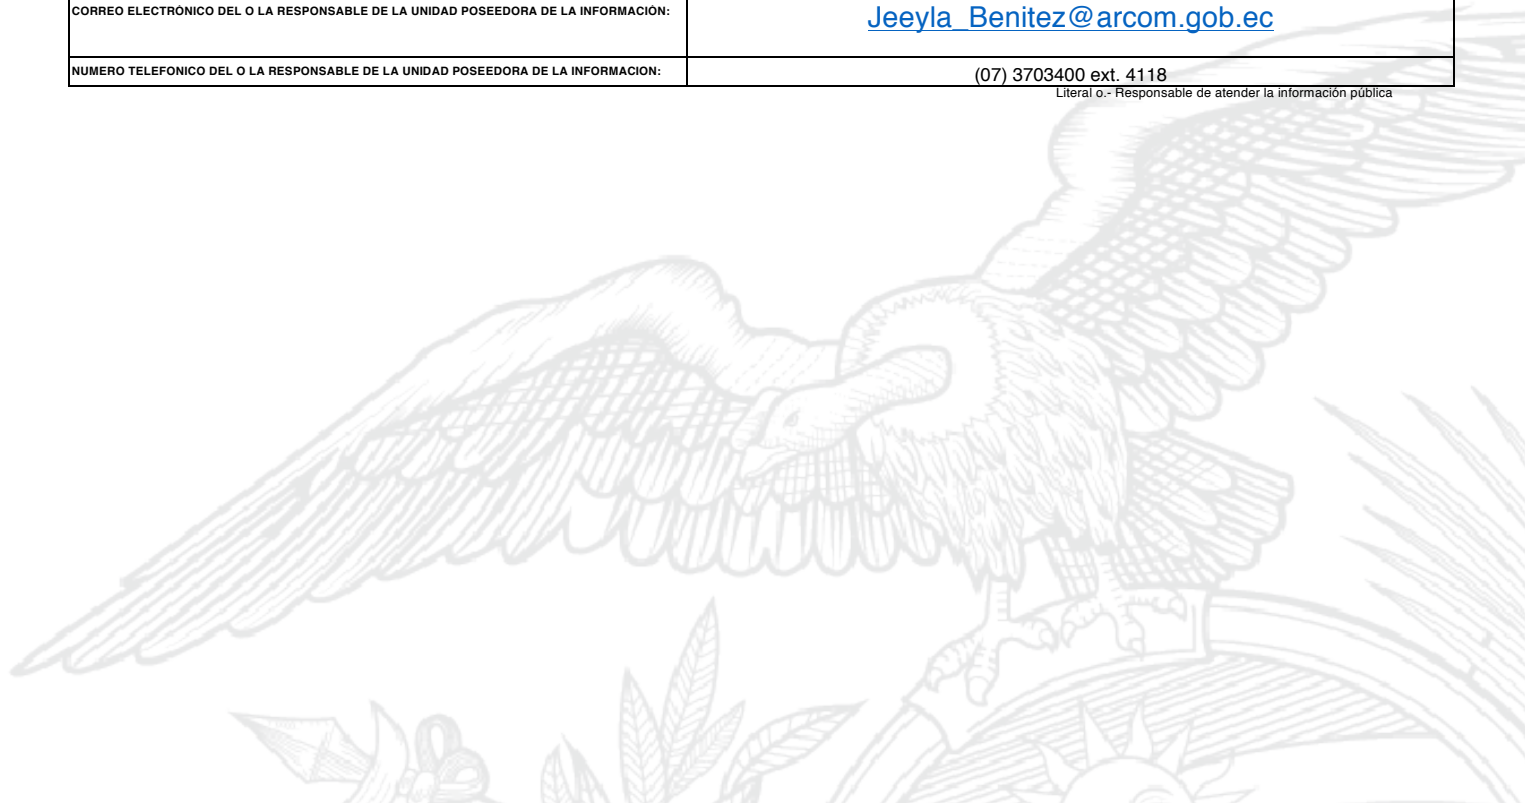 CORREO ELECTRÓNICO DEL O LA RESPONSABLE DE LA UNIDAD POSEEDORA DE LA INFORMACIÓN:
Jeeyla_Benitez@arcom.gob.ec
NUMERO TELEFONICO DEL O LA RESPONSABLE DE LA UNIDAD POSEEDORA DE LA INFORMACION:
(07) 3703400 ext. 4118
Literal o.- Responsable de atender la información pública